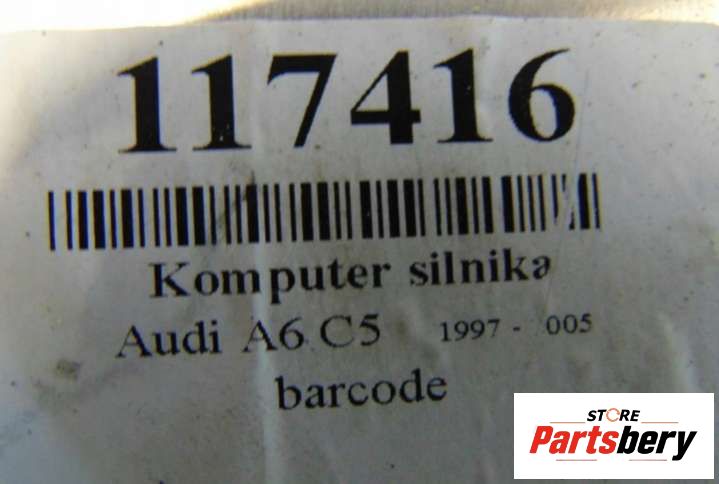 117416
Komputer silnika
Audi A6 C5 1997 - 005
barcode
STORE
Partsbery